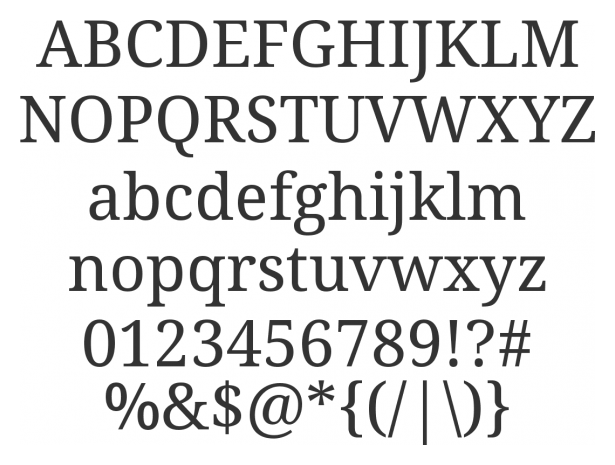 ABCDEFGHIJKLM
NOPQRSTUVWXYZ
abcdefghijklm
nopqrstuvwxyz
0123456789!?#
%&$@*{(/|\)}